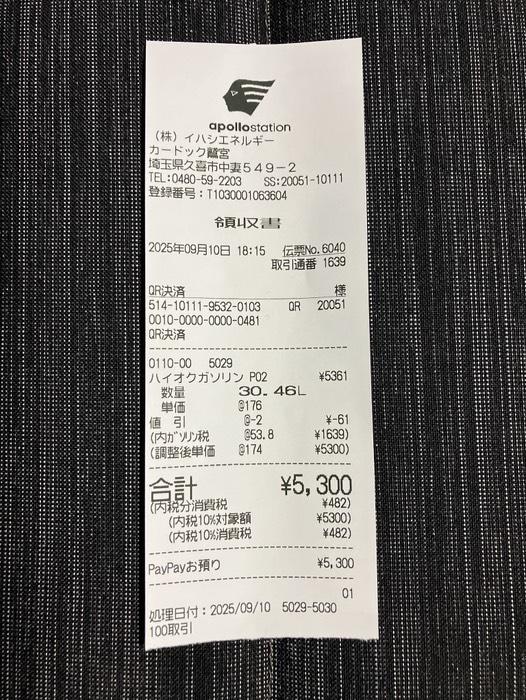 apollostation
(株)イハシエネルギー
カードック鷲宮
埼玉県久喜市中妻549-2
TEL:0480-59-2203 SS:20051-10111
登録番号:T1030001063604
領収書
2025年09月10日 18:15 伝票No.6040
取引通番 1639
QR決済 様
514-10111-9532-0103 QR 20051
0010-0000-0000-0481
QR決済
0110-00 5029
ハイオクガソリン P02 ¥5361
数量 30.46L
単価 @176
値引 @-2 ¥-61
(内ガソリン税 @53.8 ¥1639)
(調整後単価 @174 ¥5300)
合計 ¥5,300
(内税分消費税 ¥482)
(内税10%対象額 ¥5300)
(内税10%消費税 ¥482)
PayPayお預り ¥5,300
01
処理日付:2025/09/10 5029-5030
100取引